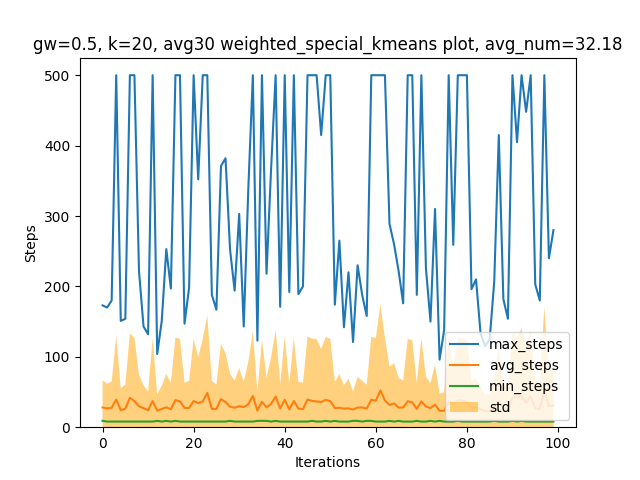 gw=0.5, k=20, avg30 weighted_special_kmeans plot, avg_num=32.18
500
400
300
200
100
0
Steps
max_steps
avg_steps
min_steps
std
0
20
40
60
80
100
Iterations